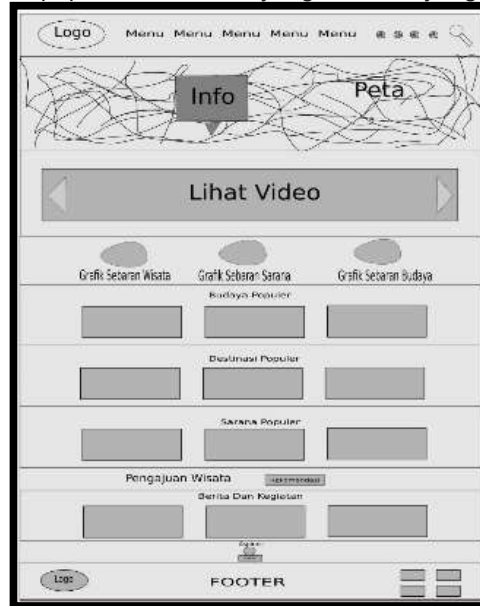 Logo Menu Menu Menu Menu Menu
Info
Peta
Lihat Video
Grafik Sebaran Wisata Grafik Sebaran Sarana Grafik Sebaran Budaya
Budaya Populer
Destinasi Populer
Sarana Populer
Pengajuan Wisata Rekomendasi
Berita Dan Kegiatan
Logo
FOOTER